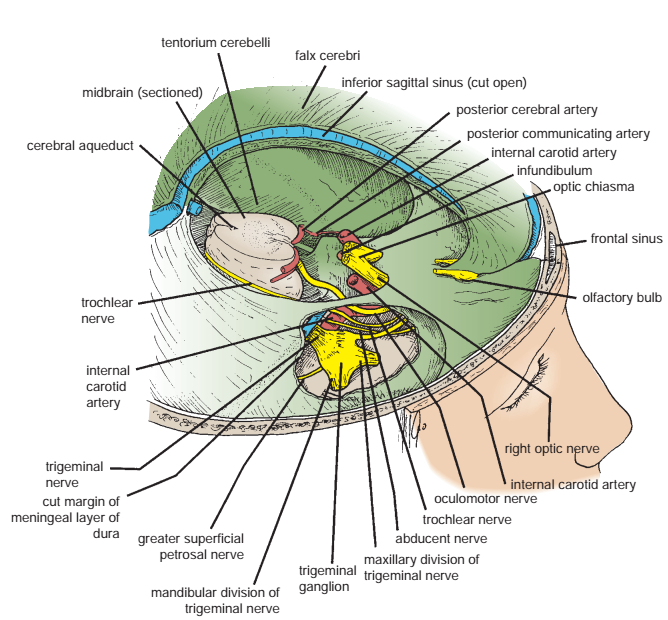 tentorium cerebelli
falx cerebri
inferior sagittal sinus (cut open)
midbrain (sectioned)
posterior cerebral artery
posterior communicating artery
cerebral aqueduct
internal carotid artery
infundibulum
optic chiasma
frontal sinus
olfactory bulb
trochlear
nerve
internal
carotid
artery
right optic nerve
trigeminal
nerve
internal carotid artery
oculomotor nerve
cut margin of
meningeal layer of
dura
trochlear nerve
abducent nerve
greater superficial
petrosal nerve
maxillary division of
trigeminal nerve
trigeminal
ganglion
mandibular division of
trigeminal nerve